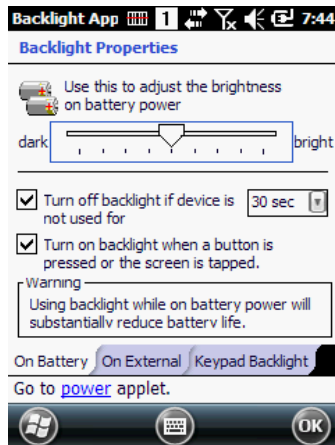 Backlight App 1 7:44
Backlight Properties
Use this to adjust the brightness
on battery power
dark bright
Turn off backlight if device is 30 sec
not used for
Turn on backlight when a button is
pressed or the screen is tapped.
Warning
Using backlight while on battery power will
substantially reduce battery life.
On Battery On External Keypad Backlight
Go to power applet.
OK